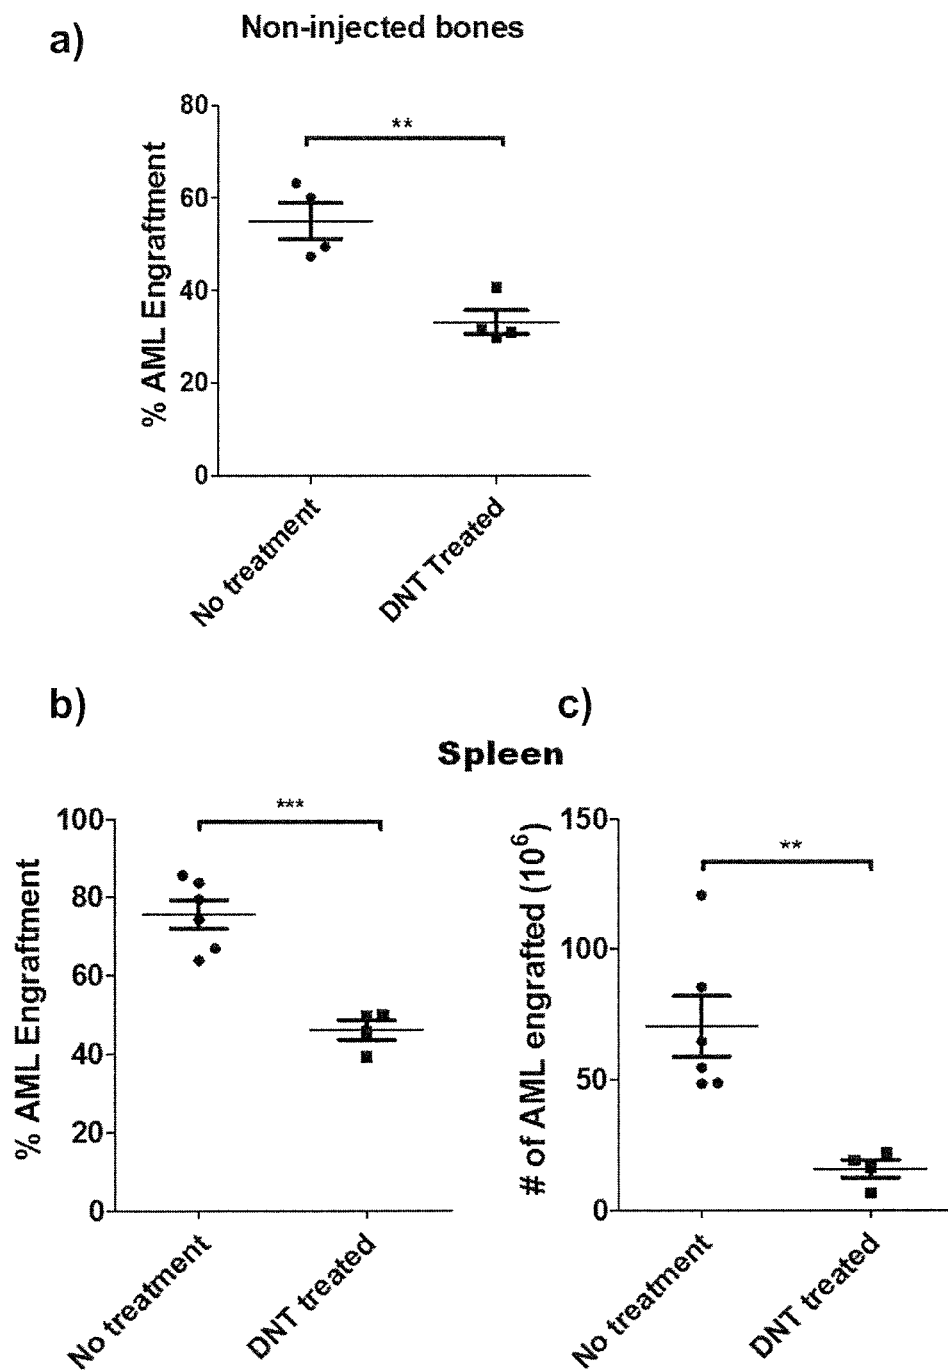 a)
Non-injected bones
% AML Engraftment
80
60
40
20
0
**
No treatment
DNT Treated
b)
c)
Spleen
% AML Engraftment
100
80
60
40
20
0
***
No treatment
DNT treated
# of AML engrafted (10⁶)
150
100
50
0
**
No treatment
DNT treated